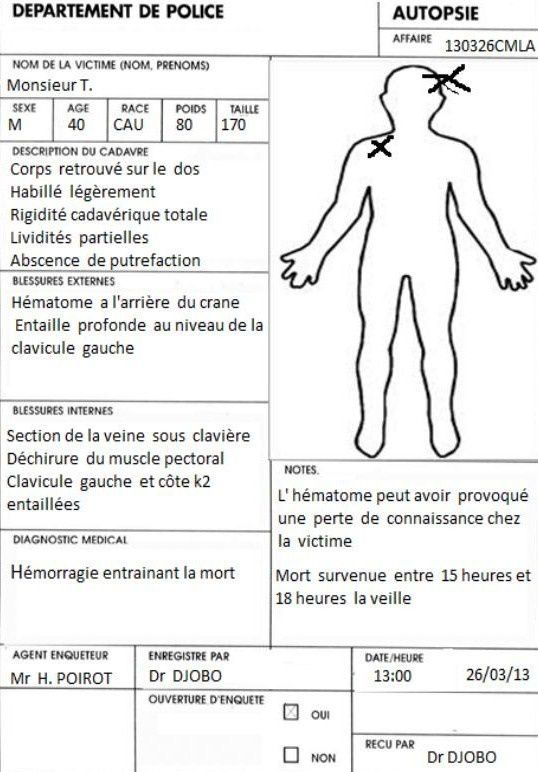 DEPARTEMENT DE POLICE
AUTOPSIE
AFFAIRE 130326CMLA
NOM DE LA VICTIME (NOM, PRENOMS)
Monsieur T.
SEXE AGE RACE POIDS TAILLE
M 40 CAU 80 170
DESCRIPTION DU CADAVRE
Corps retrouvé sur le dos
Habillé légèrement
Rigidité cadavérique totale
Lividités partielles
Abscence de putrefaction
BLESSURES EXTERNES
Hématome a l'arrière du crane
Entaille profonde au niveau de la
clavicule gauche
BLESSURES INTERNES
Section de la veine sous clavière
Déchirure du muscle pectoral
Clavicule gauche et côte k2
entaillées
DIAGNOSTIC MEDICAL
Hémorragie entrainant la mort
NOTES.
L' hématome peut avoir provoqué
une perte de connaissance chez
la victime
Mort survenue entre 15 heures et
18 heures la veille
AGENT ENQUETEUR
Mr H. POIROT
ENREGISTRE PAR
Dr DJOBO
DATE/HEURE
13:00 26/03/13
OUVERTURE D'ENQUETE
OUI
NON
RECU PAR
Dr DJOBO